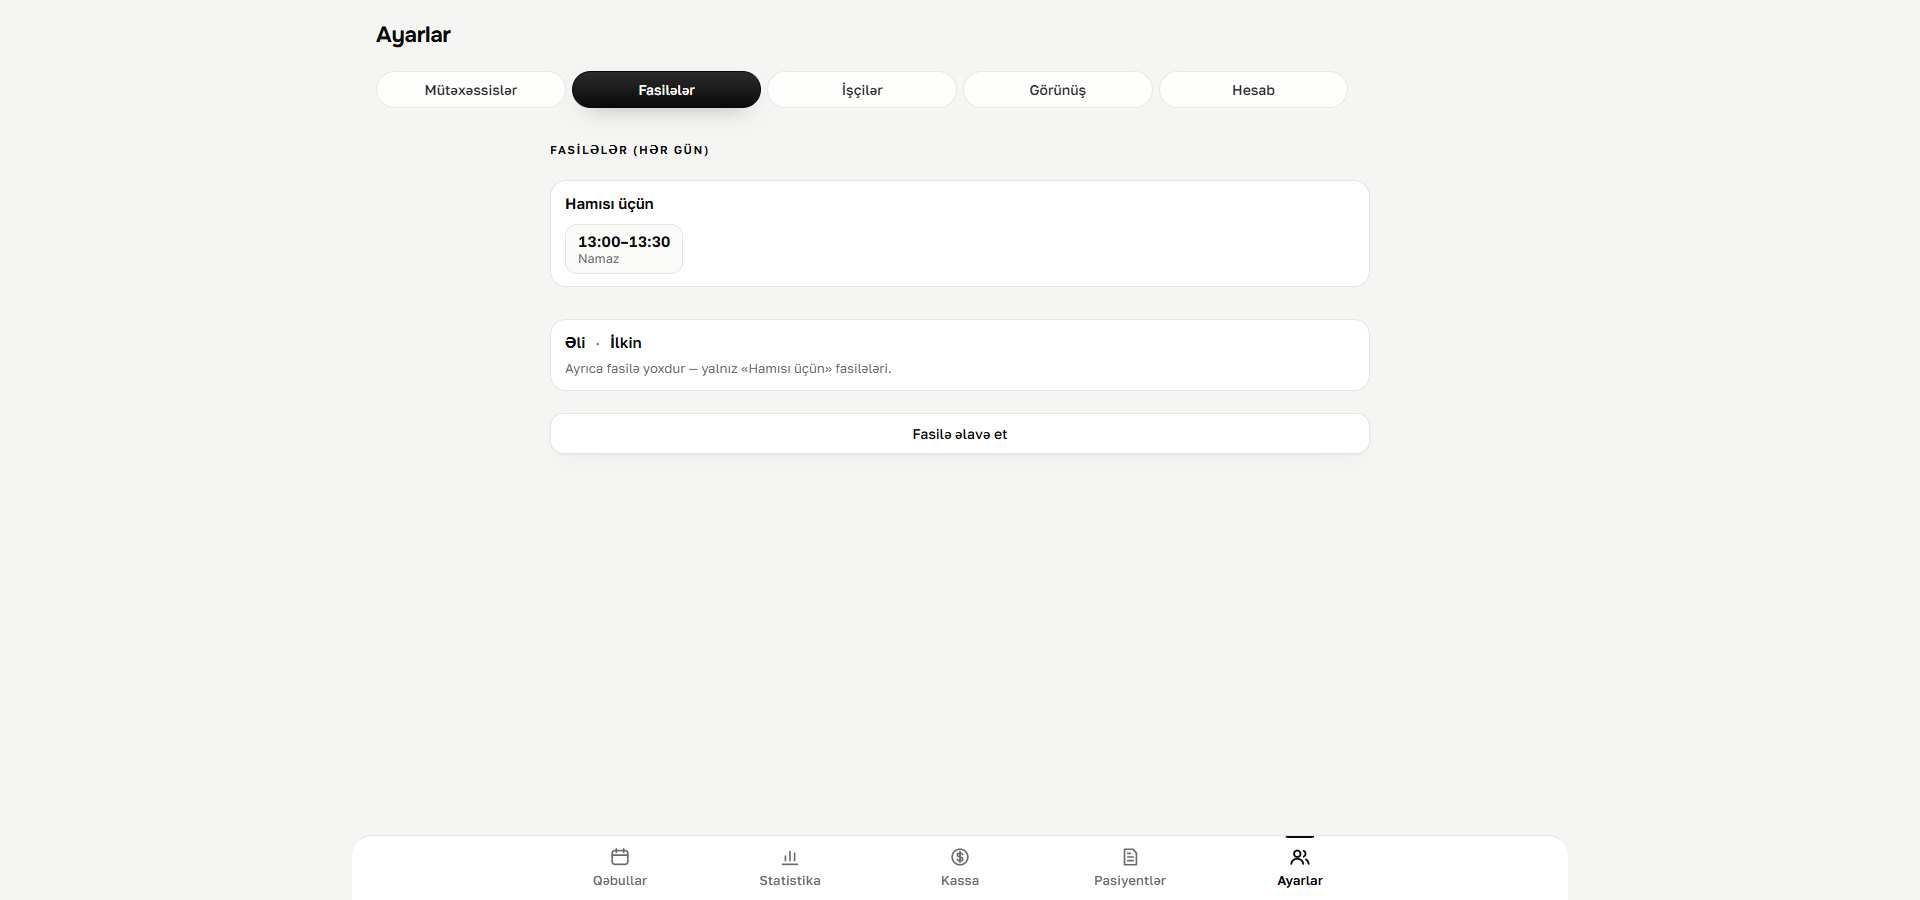 Ayarlar
Mütəxəssislər
Fasilələr
İşçilər
Görünüş
Hesab
FASİLƏLƏR (HƏR GÜN)
Hamısı üçün
13:00–13:30
Namaz
Əli · İlkin
Ayrıca fasilə yoxdur — yalnız «Hamısı üçün» fasilələri.
Fasilə əlavə et
Qəbullar
Statistika
Kassa
Pasiyentlər
Ayarlar